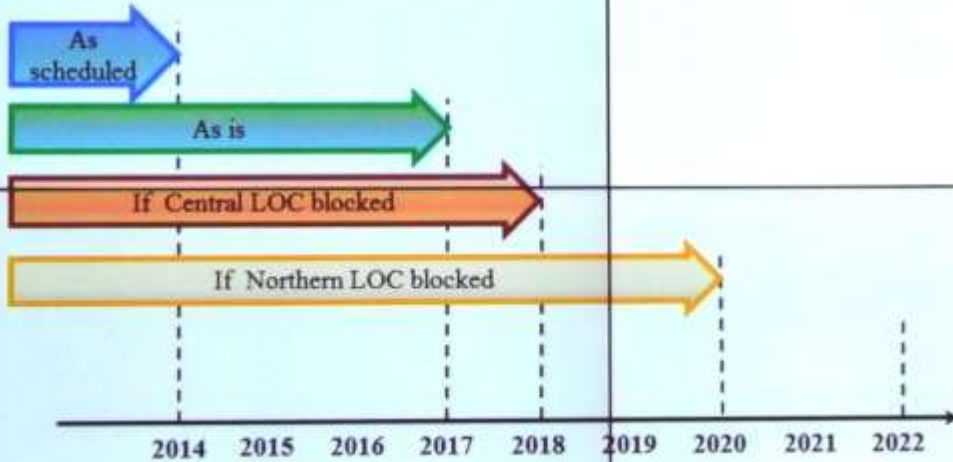 As
scheduled
As is
If Central LOC blocked
If Northern LOC blocked
2014 2015 2016 2017 2018 2019 2020 2021 2022